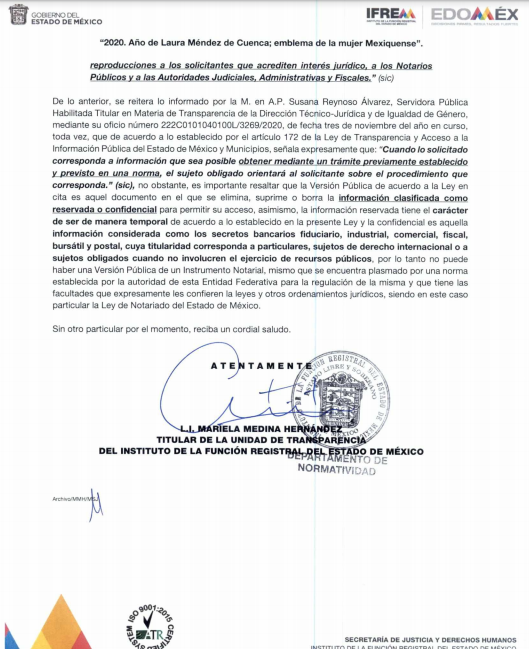 GOBIERNO DEL
ESTADO DE MÉXICO
IFREM
EDOMÉX
“2020. Año de Laura Méndez de Cuenca; emblema de la mujer Mexiquense”.
reproducciones a los solicitantes que acrediten interés jurídico, a los Notarios
Públicos y a las Autoridades Judiciales, Administrativas y Fiscales.” (sic)
De lo anterior, se reitera lo informado por la M. en A.P. Susana Reynoso Álvarez, Servidora Pública
Habilitada Titular en Materia de Transparencia de la Dirección Técnico-Jurídica y de Igualdad de Género,
mediante su oficio número 222C0101040100L/3269/2020, de fecha tres de noviembre del año en curso,
toda vez, que de acuerdo a lo establecido por el artículo 172 de la Ley de Transparencia y Acceso a la
Información Pública del Estado de México y Municipios, señala expresamente que: “Cuando lo solicitado
corresponda a información que sea posible obtener mediante un trámite previamente establecido
y previsto en una norma, el sujeto obligado orientará al solicitante sobre el procedimiento que
corresponda.” (sic), no obstante, es importante resaltar que la Versión Pública de acuerdo a la Ley en
cita es aquel documento en el que se elimina, suprime o borra la información clasificada como
reservada o confidencial para permitir su acceso, asimismo, la información reservada tiene el carácter
de ser de manera temporal de acuerdo a lo establecido en la presente Ley y la confidencial es aquella
información considerada como los secretos bancarios fiduciario, industrial, comercial, fiscal,
bursátil y postal, cuya titularidad corresponda a particulares, sujetos de derecho internacional o a
sujetos obligados cuando no involucren el ejercicio de recursos públicos, por lo tanto no puede
haber una Versión Pública de un Instrumento Notarial, mismo que se encuentra plasmado por una norma
establecida por la autoridad de esta Entidad Federativa para la regulación de la misma y que tiene las
facultades que expresamente les confieren la leyes y otros ordenamientos jurídicos, siendo en este caso
particular la Ley de Notariado del Estado de México.
Sin otro particular por el momento, reciba un cordial saludo.
ATENTAMENTE
L.I. MARIELA MEDINA HERNÁNDEZ
TITULAR DE LA UNIDAD DE TRANSPARENCIA
DEL INSTITUTO DE LA FUNCIÓN REGISTRAL DEL ESTADO DE MÉXICO
DEPARTAMENTO DE
NORMATIVIDAD
Archivo/MMH/MSJ
ISO 9001:2015
CERTIFIED
SYSTEM
ATR
SECRETARÍA DE JUSTICIA Y DERECHOS HUMANOS
INSTITUTO DE LA FUNCIÓN REGISTRAL DEL ESTADO DE MÉXICO